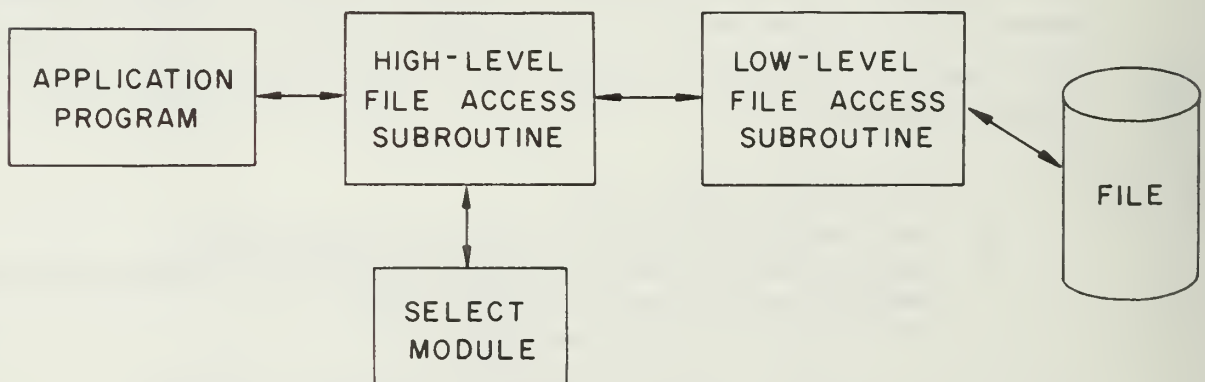 APPLICATION
PROGRAM
HIGH-LEVEL
FILE ACCESS
SUBROUTINE
LOW-LEVEL
FILE ACCESS
SUBROUTINE
FILE
SELECT
MODULE